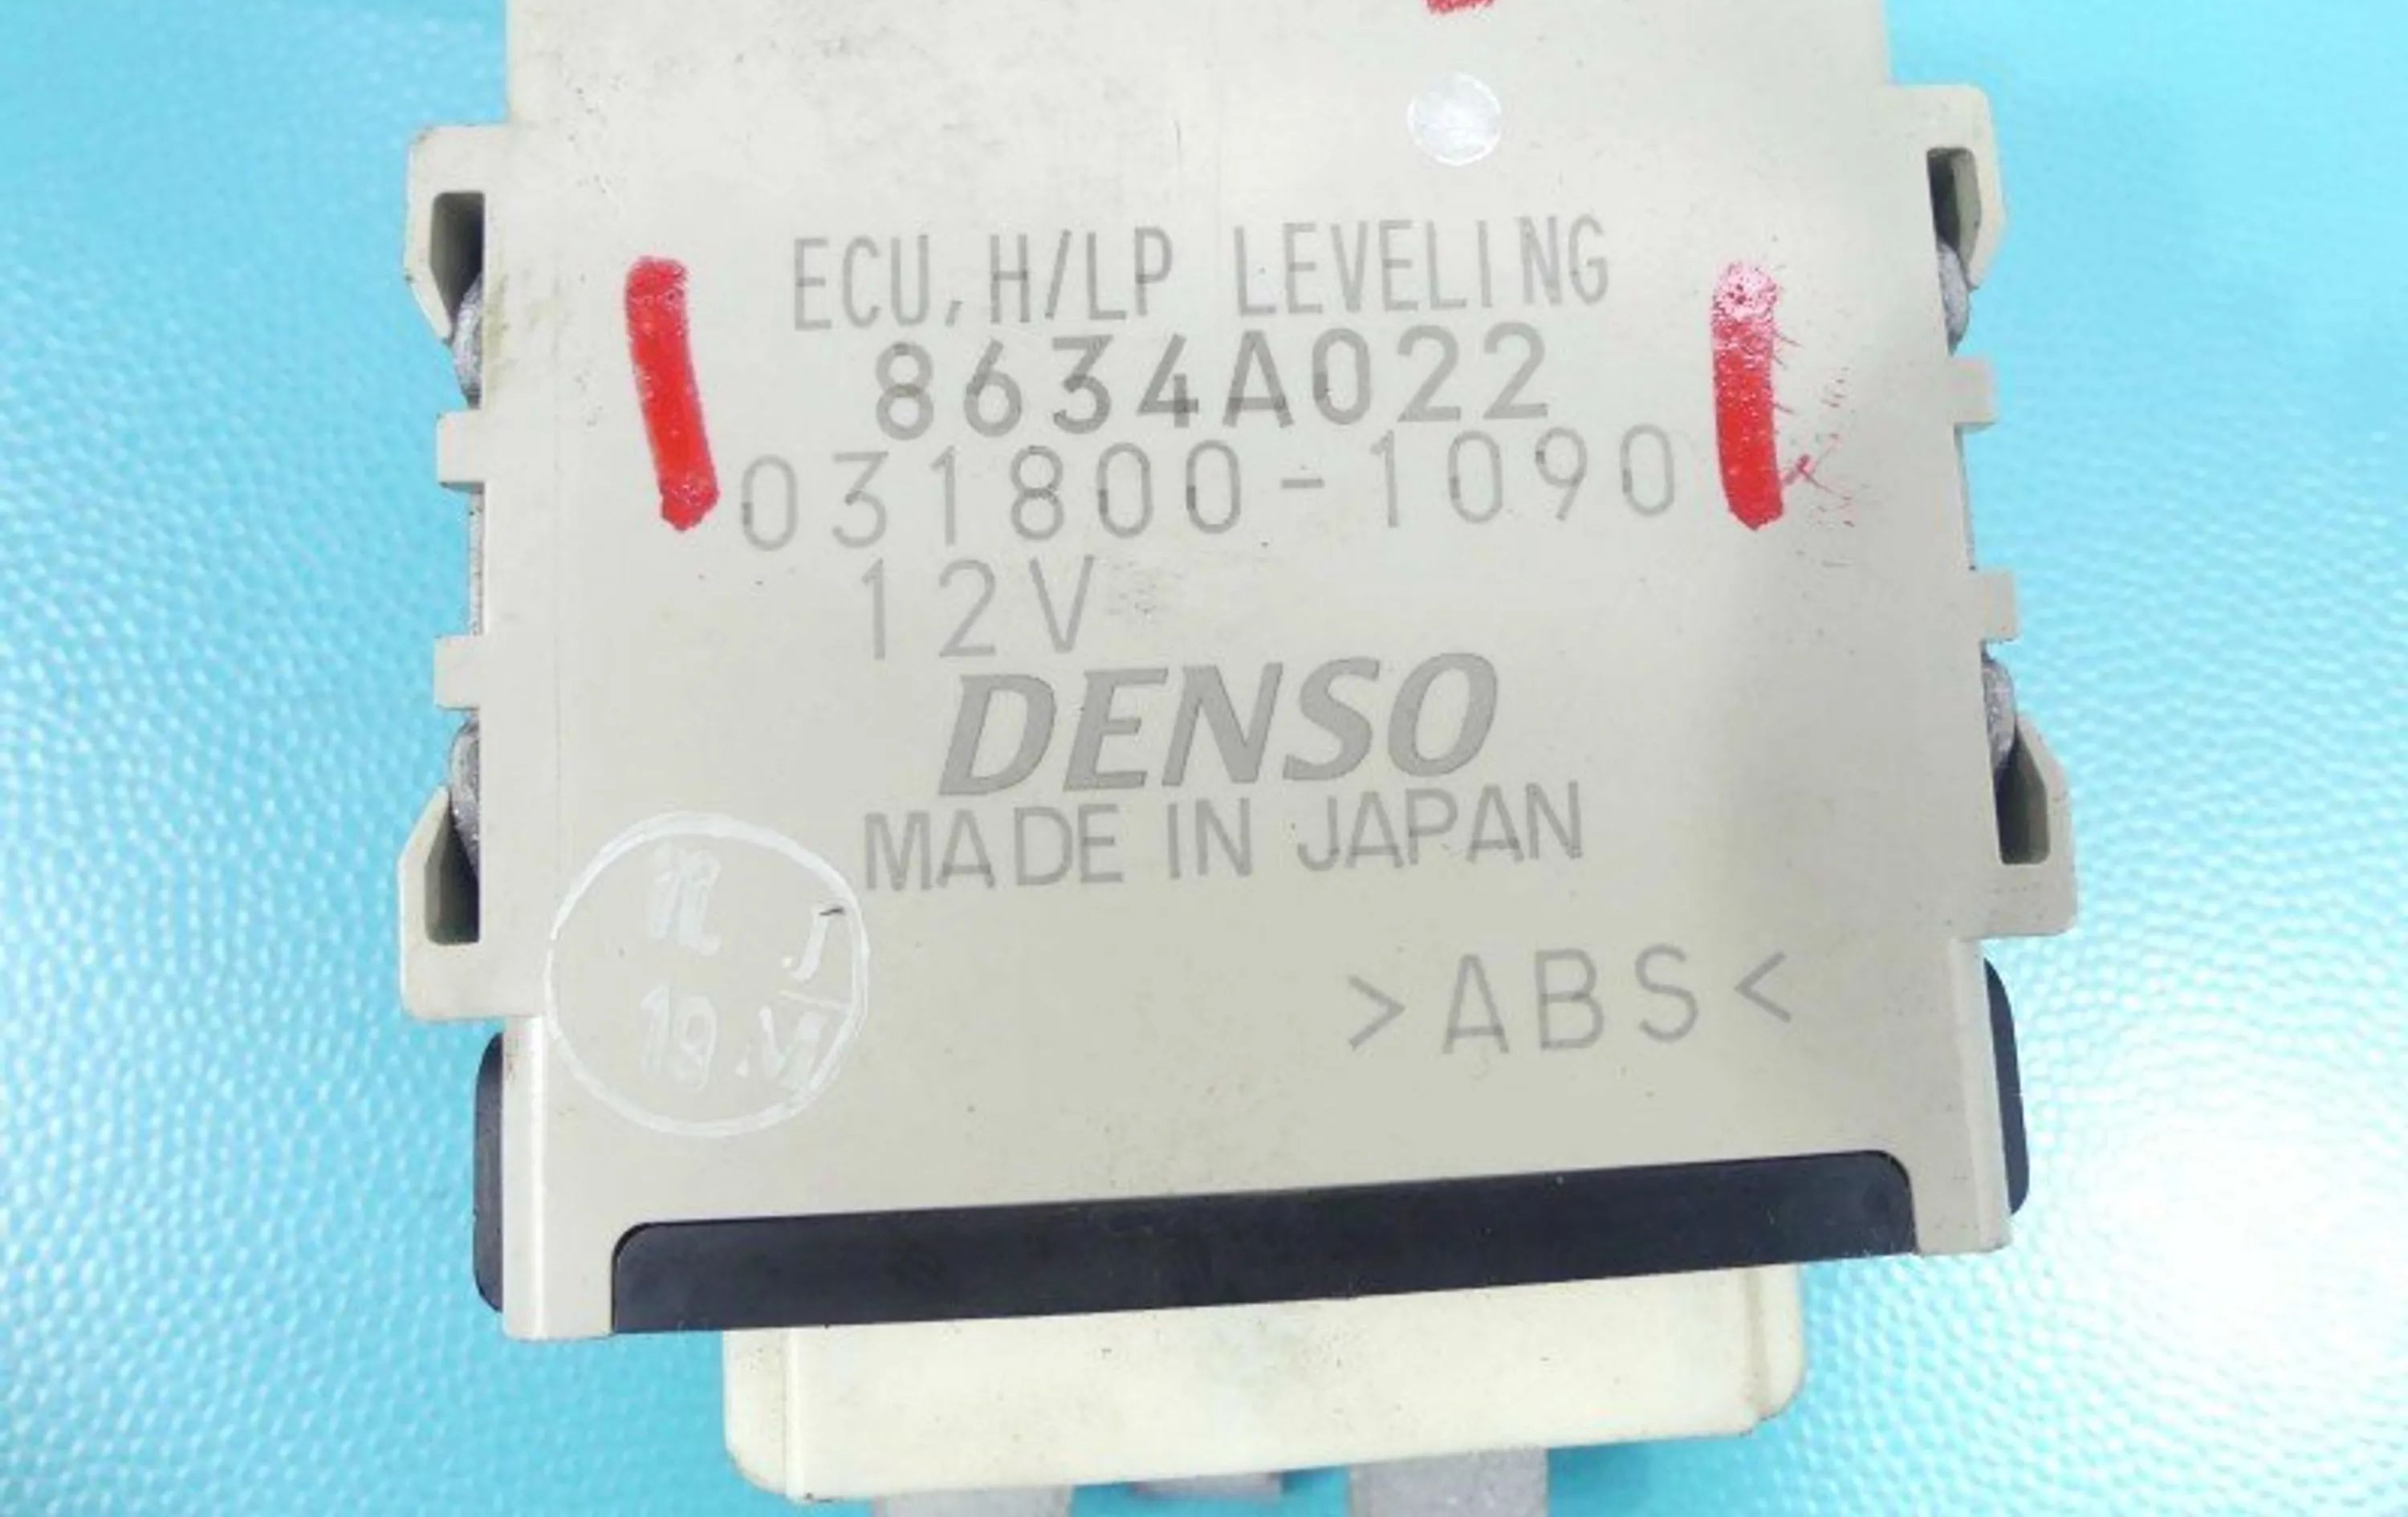 ECU,H/LP LEVELING
8634A022
031800-1090
12V
DENSO
MADE IN JAPAN
>ABS<